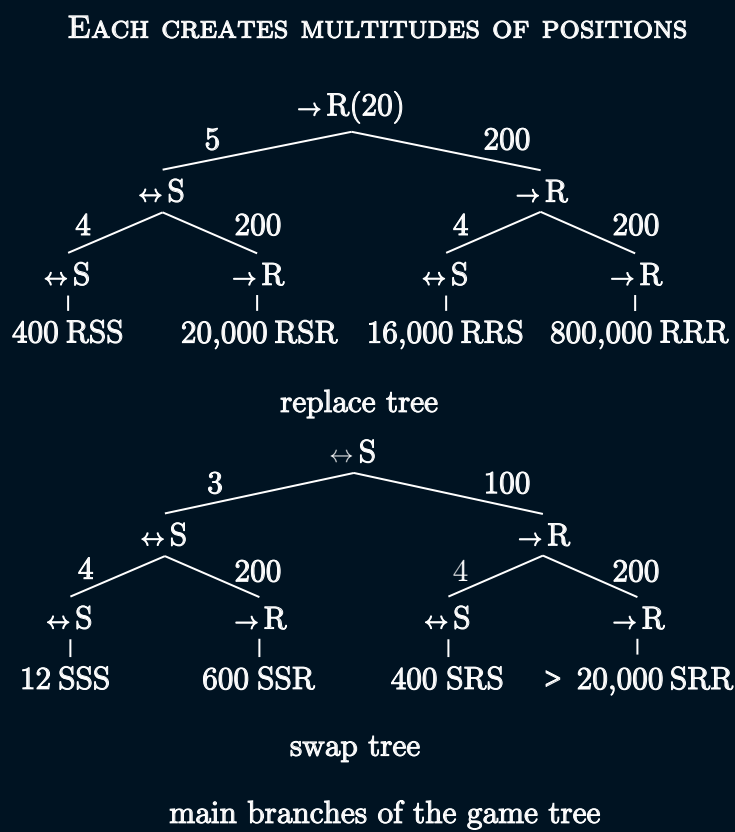 EACH CREATES MULTITUDES OF POSITIONS
→R(20)
5 200
↔S →R
4 200 4 200
↔S →R ↔S →R
400 RSS 20,000 RSR 16,000 RRS 800,000 RRR
replace tree
↔S
3 100
↔S →R
4 200 4 200
↔S →R ↔S →R
12 SSS 600 SSR 400 SRS > 20,000 SRR
swap tree
main branches of the game tree